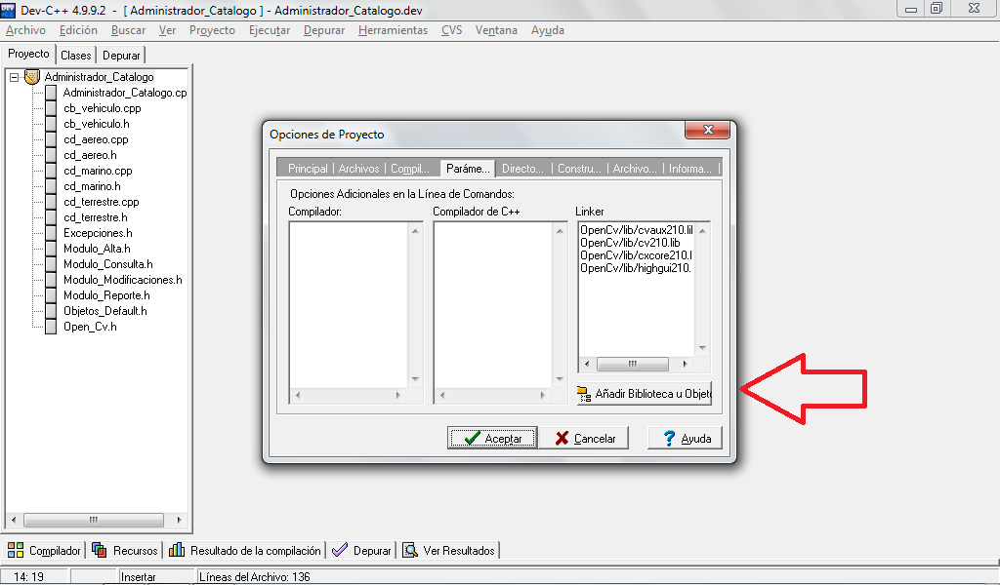 Dev-C++ 4.9.9.2 - [ Administrador_Catalogo ] - Administrador_Catalogo.dev
Archivo Edición Buscar Ver Proyecto Ejecutar Depurar Herramientas CVS Ventana Ayuda
Proyecto Clases Depurar
Administrador_Catalogo
Administrador_Catalogo.cp
cb_vehiculo.cpp
cb_vehiculo.h
cd_aereo.cpp
cd_aereo.h
cd_marino.cpp
cd_marino.h
cd_terrestre.cpp
cd_terrestre.h
Excepciones.h
Modulo_Alta.h
Modulo_Consulta.h
Modulo_Modificaciones.h
Modulo_Reporte.h
Objetos_Default.h
Open_Cv.h
Opciones de Proyecto
Principal Archivos Compil... Paráme... Directo... Constru... Archivo... Informa...
Opciones Adicionales en la Línea de Comandos:
Compilador: Compilador de C++ Linker
OpenCv/lib/cvaux210.lil
OpenCv/lib/cv210.lib
OpenCv/lib/cxcore210.l
OpenCv/lib/highgui210.
Añadir Biblioteca u Objeto
Aceptar Cancelar Ayuda
Compilador Recursos Resultado de la compilación Depurar Ver Resultados
14: 19 Insertar Líneas del Archivo: 136